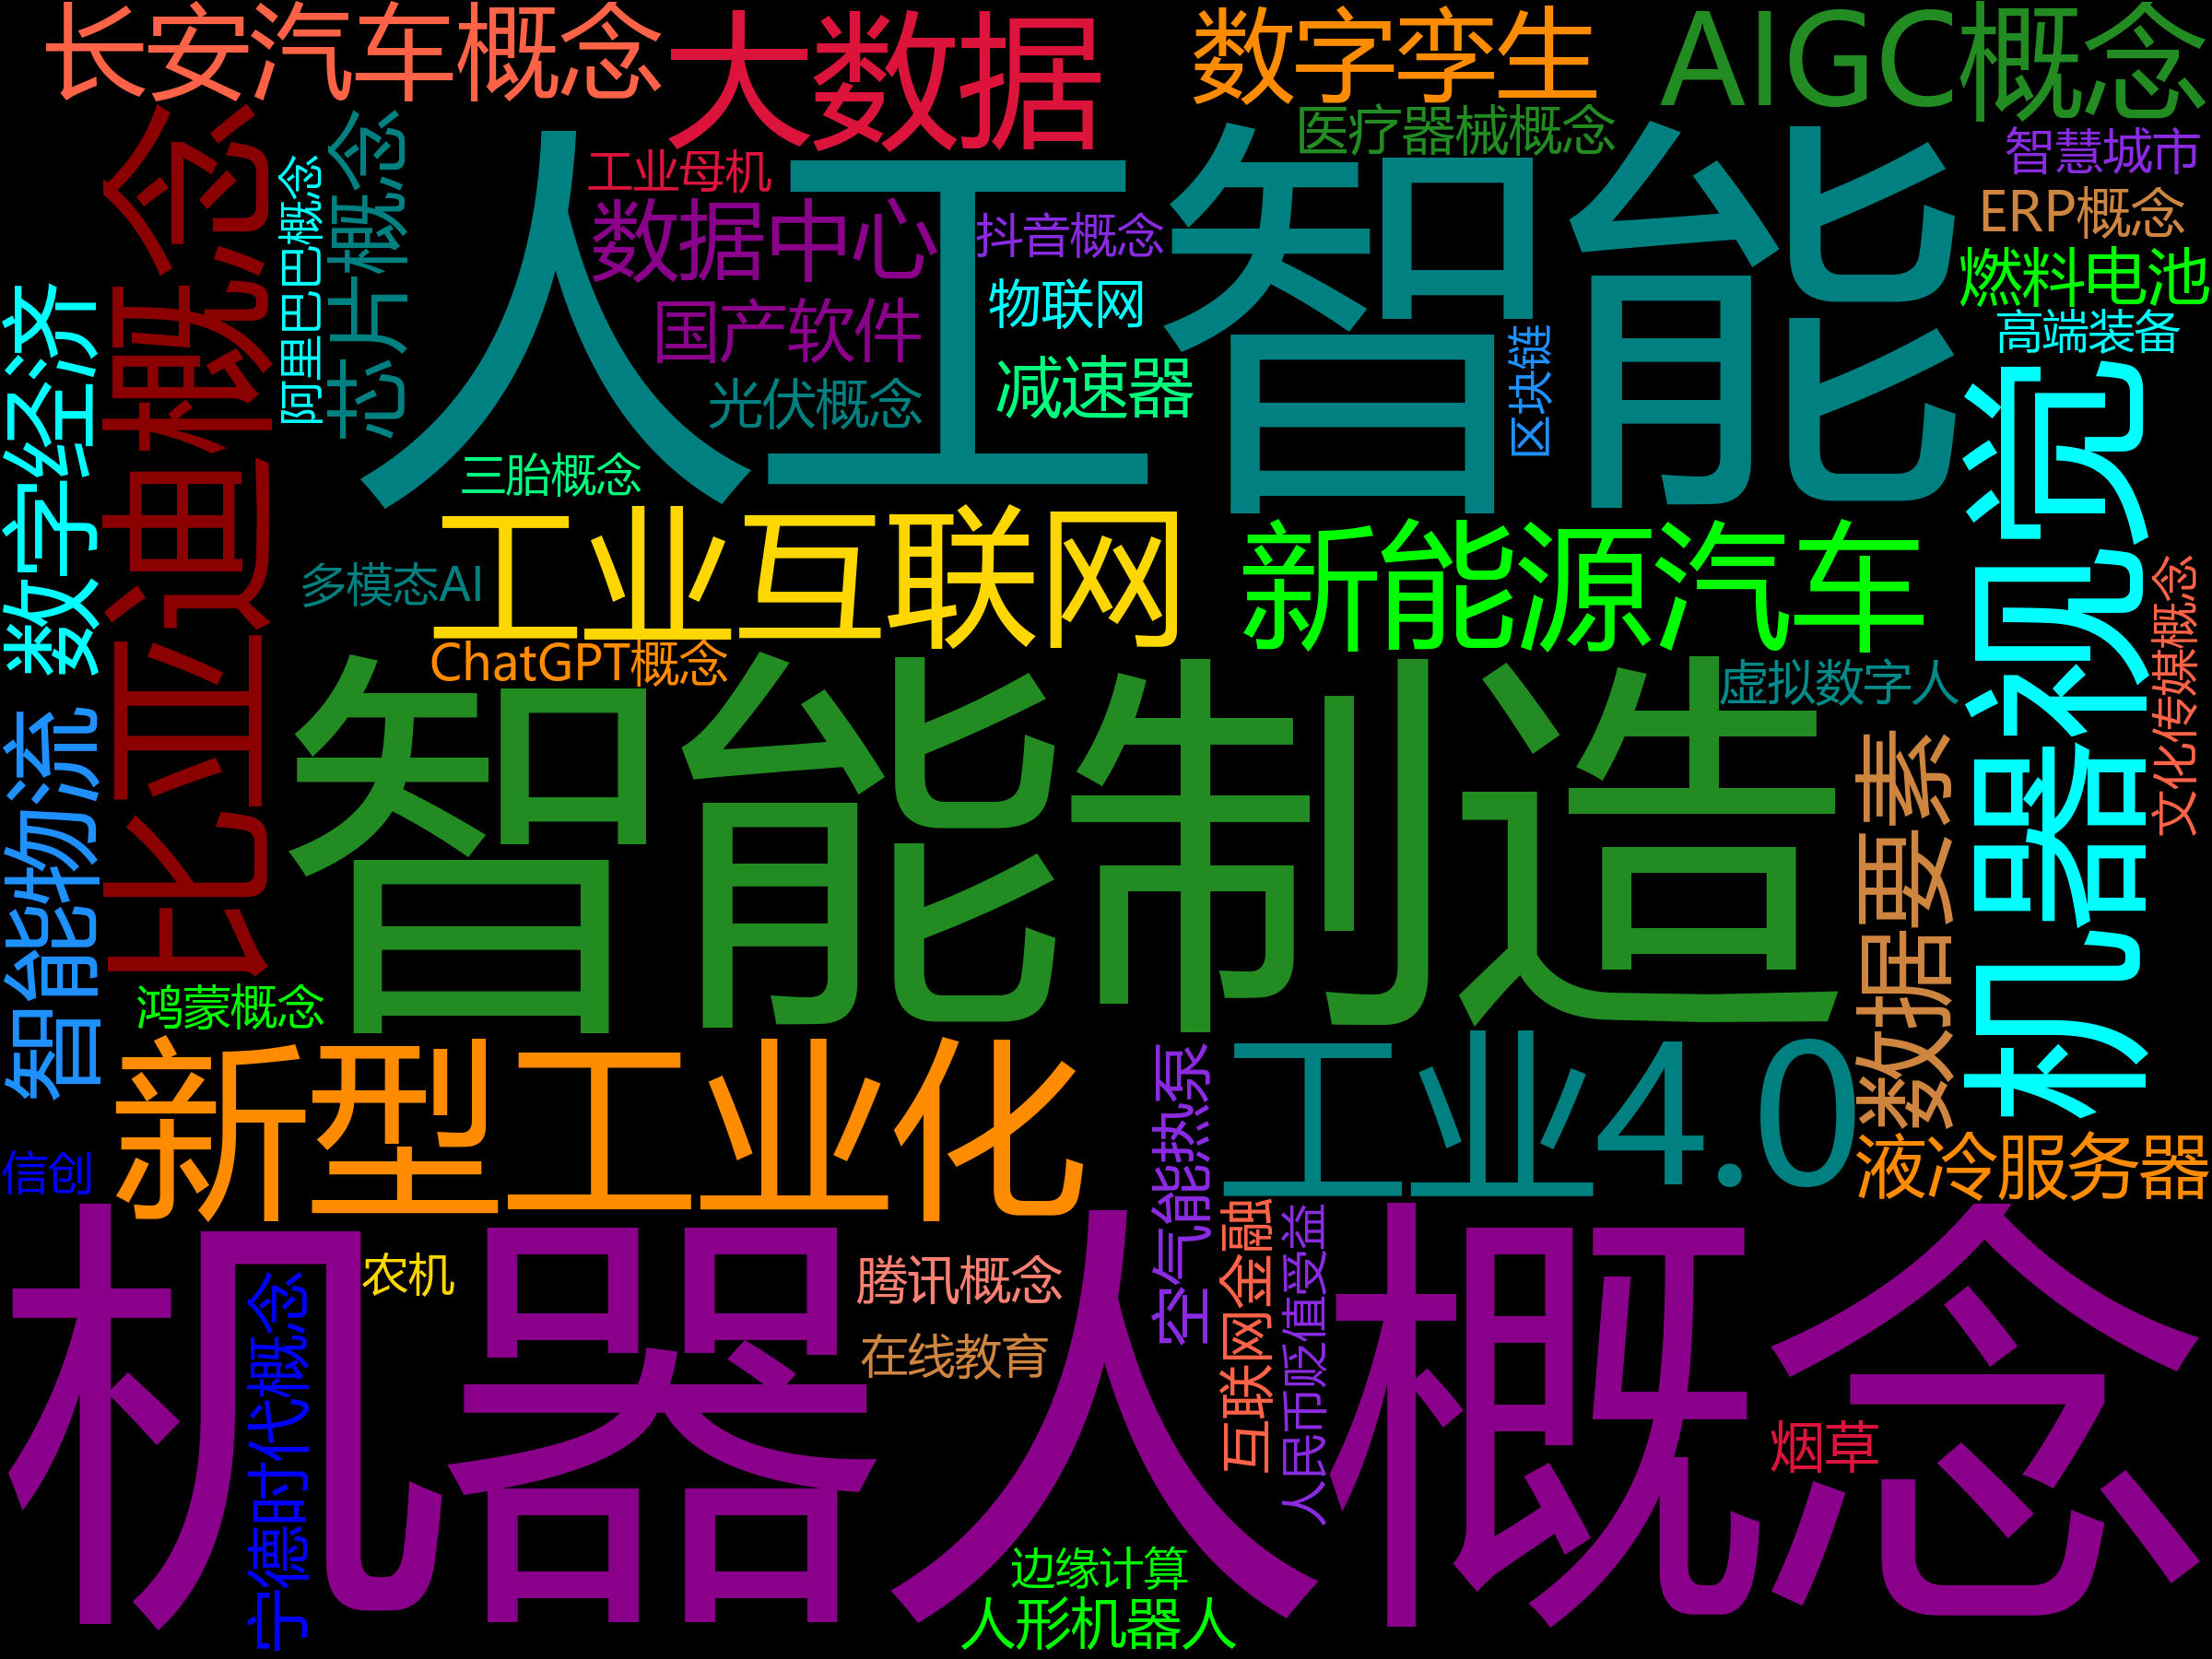 长安汽车概念
大数据
数字孪生
AIGC概念
医疗器械概念
智慧城市
工业母机
数据中心
抖音概念
ERP概念
物联网
燃料电池
国产软件
高端装备
减速器
光伏概念
区块链
阿里巴巴概念
芯片概念
人工智能
数字经济
比亚迪概念
三胎概念
工业互联网
新能源汽车
机器视觉
多模态AI
ChatGPT概念
虚拟数字人
文化传媒概念
智能制造
智能物流
数据要素
鸿蒙概念
新型工业化
工业4.0
信创
液冷服务器
空气能热泵
农机
腾讯概念
互联网金融
人民币贬值受益
在线教育
宁德时代概念
机器人概念
烟草
边缘计算
人形机器人